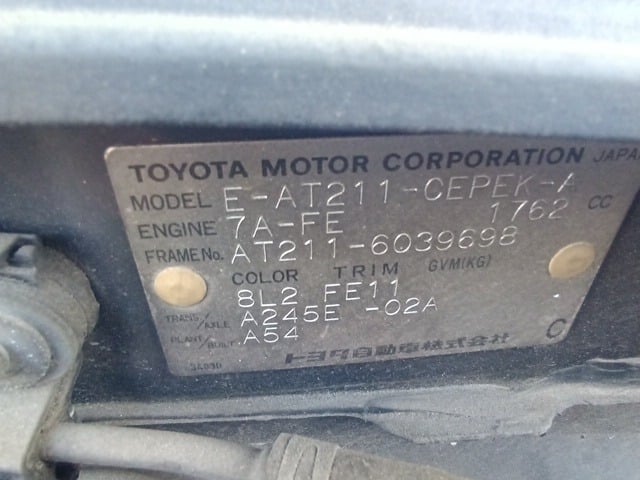 TOYOTA MOTOR CORPORATION JAPAN
MODEL E-AT211-CEPEK-A
ENGINE 7A-FE 1762 CC
FRAME No. AT211-6039698
COLOR TRIM GVM(KG)
8L2 FE11
TRANS/AXLE A245E -02A
PLANT/BUILT A54
トヨタ自動車株式会社 C